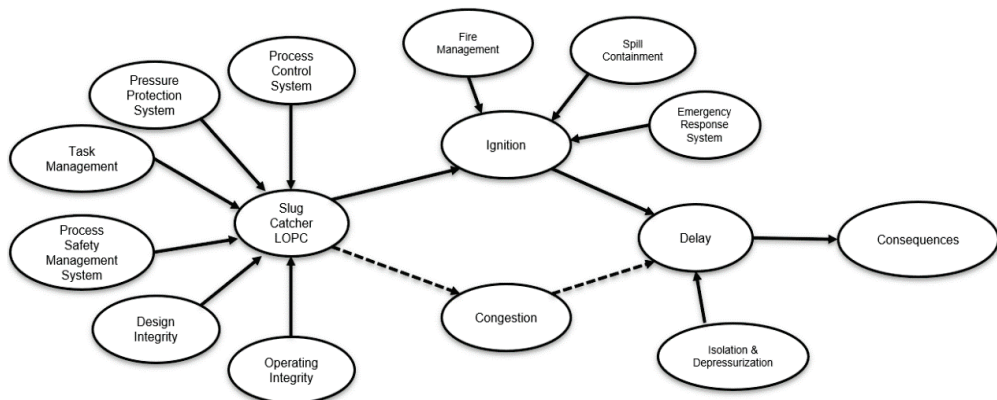 Fire
Management
Spill
Containment
Process
Control
System
Pressure
Protection
System
Emergency
Response
System
Ignition
Task
Management
Slug
Catcher
LOPC
Process
Safety
Management
System
Delay
Consequences
Design
Integrity
Congestion
Operating
Integrity
Isolation &
Depressurization